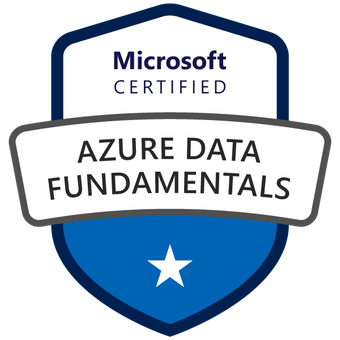 Microsoft
CERTIFIED
AZURE DATA
FUNDAMENTALS